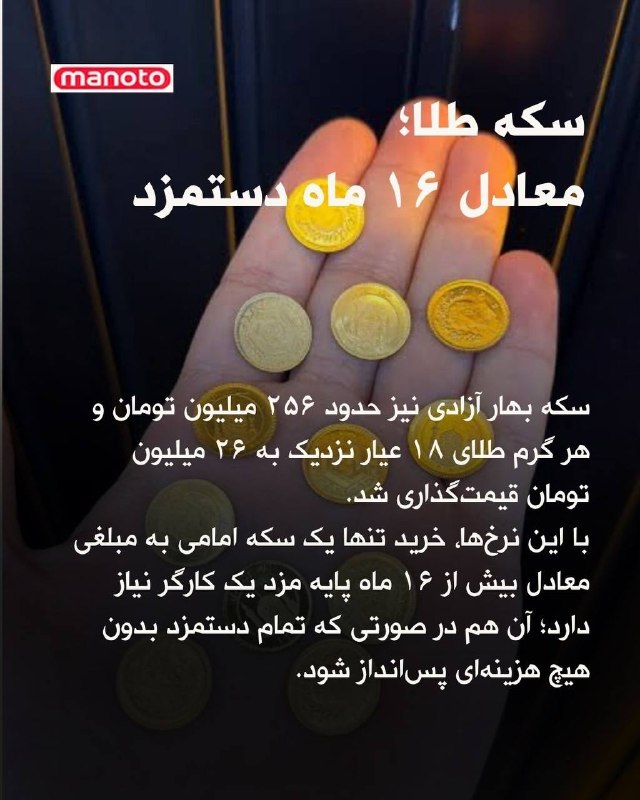 manoto
سکه طلا؛
معادل ۱۶ ماه دستمزد
سکه بهار آزادی نیز حدود ۲۵۶ میلیون تومان و
هر گرم طلای ۱۸ عیار نزدیک به ۲۶ میلیون
تومان قیمت‌گذاری شد.
با این نرخ‌ها، خرید تنها یک سکه امامی به مبلغی
معادل بیش از ۱۶ ماه پایه مزد یک کارگر نیاز
دارد؛ آن هم در صورتی که تمام دستمزد بدون
هیچ هزینه‌ای پس‌انداز شود.